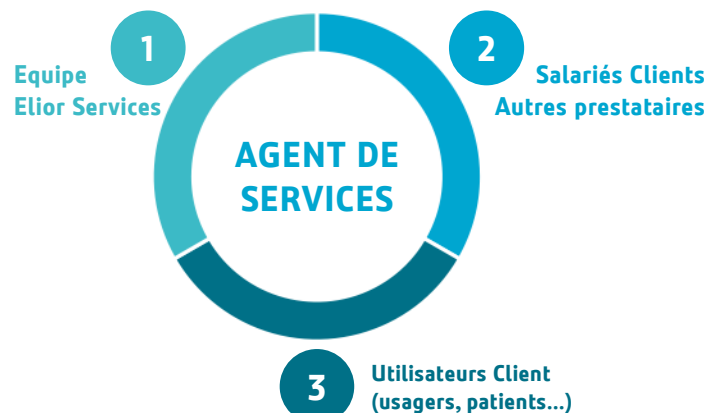 1
Equipe
Elior Services
2
Salariés Clients
Autres prestataires
AGENT DE
SERVICES
3
Utilisateurs Client
(usagers, patients...)